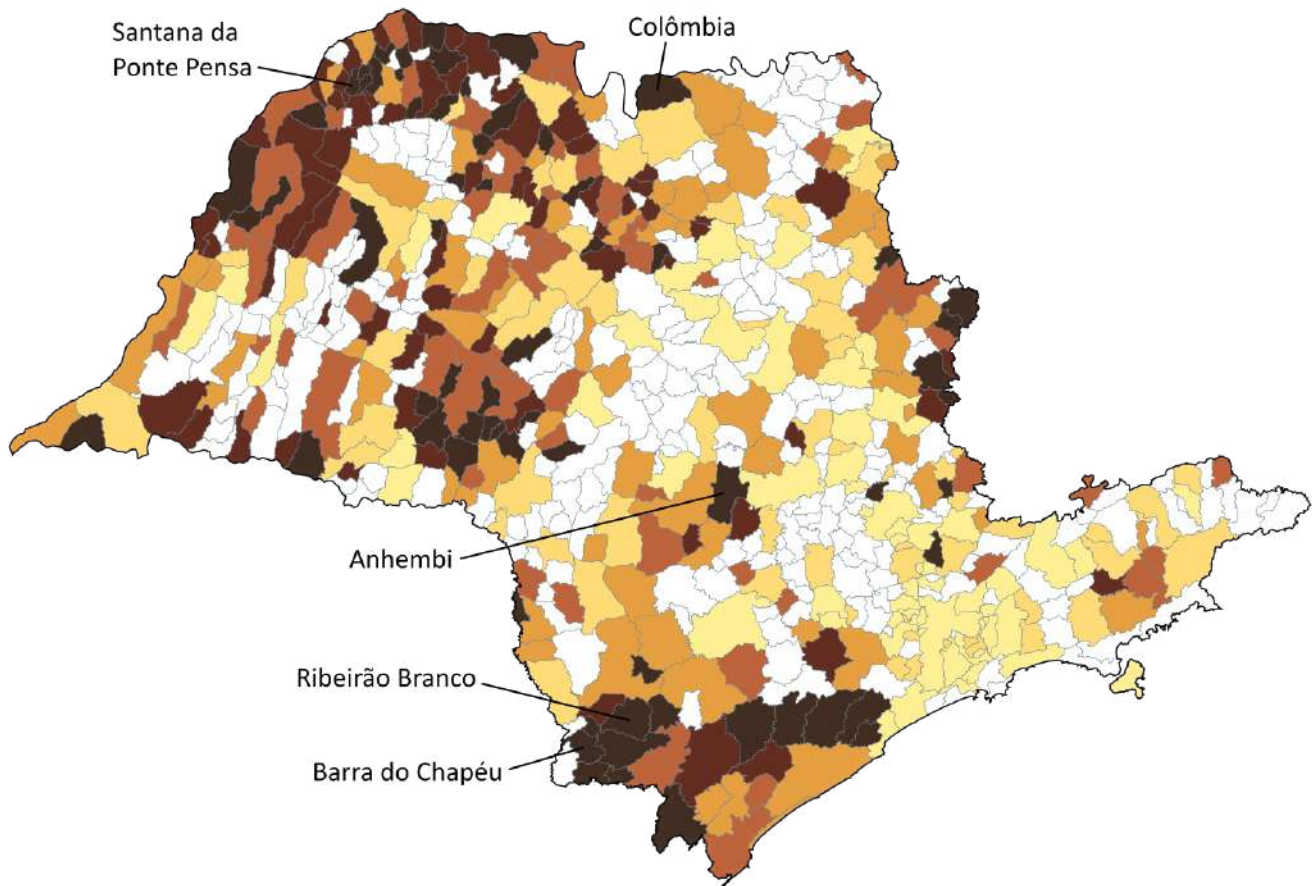 Santana da
Ponte Pensa
Colômbia
Anhembi
Ribeirão Branco
Barra do Chapéu